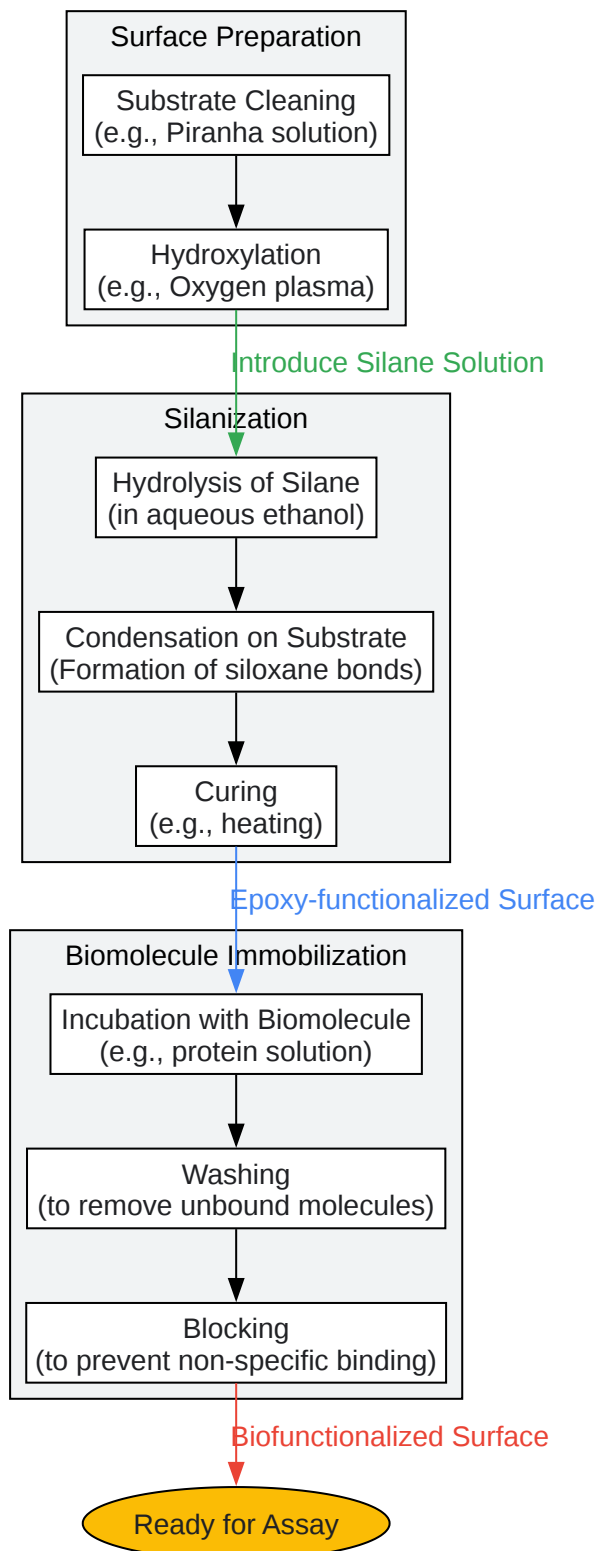 Surface Preparation
Substrate Cleaning
(e.g., Piranha solution)
Hydroxylation
(e.g., Oxygen plasma)
Introduce Silane Solution
Silanization
Hydrolysis of Silane
(in aqueous ethanol)
Condensation on Substrate
(Formation of siloxane bonds)
Curing
(e.g., heating)
Epoxy-functionalized Surface
Biomolecule Immobilization
Incubation with Biomolecule
(e.g., protein solution)
Washing
(to remove unbound molecules)
Blocking
(to prevent non-specific binding)
Biofunctionalized Surface
Ready for Assay